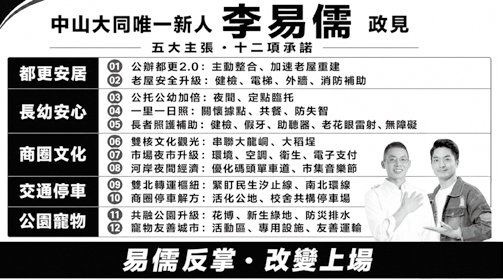 中山大同唯一新人 李易儒 政見
五大主張・十二項承諾
都更安居
01 公辦都更2.0：主動整合、加速老屋重建
02 老屋安全升級：健檢、電梯、外牆、消防補助
長幼安心
03 公托公幼加倍：夜間、定點臨托
04 一里一日照：關懷據點、共餐、防失智
05 長者照護補助：健檢、假牙、助聽器、老花眼雷射、無障礙
商圈文化
06 雙核文化觀光：串聯大龍峒、大稻埕
07 市場夜市升級：環境、空調、衛生、電子支付
08 河岸夜間經濟：優化碼頭單車道、市集音樂節
交通停車
09 雙北轉運樞紐：緊盯民生汐止線、南北環線
10 商圈停車解方：活化公地、校舍共構停車場
公園寵物
11 共融公園升級：花博、新生綠地、防災排水
12 寵物友善城市：活動區、專用設施、友善運輸
易儒反掌・改變上場